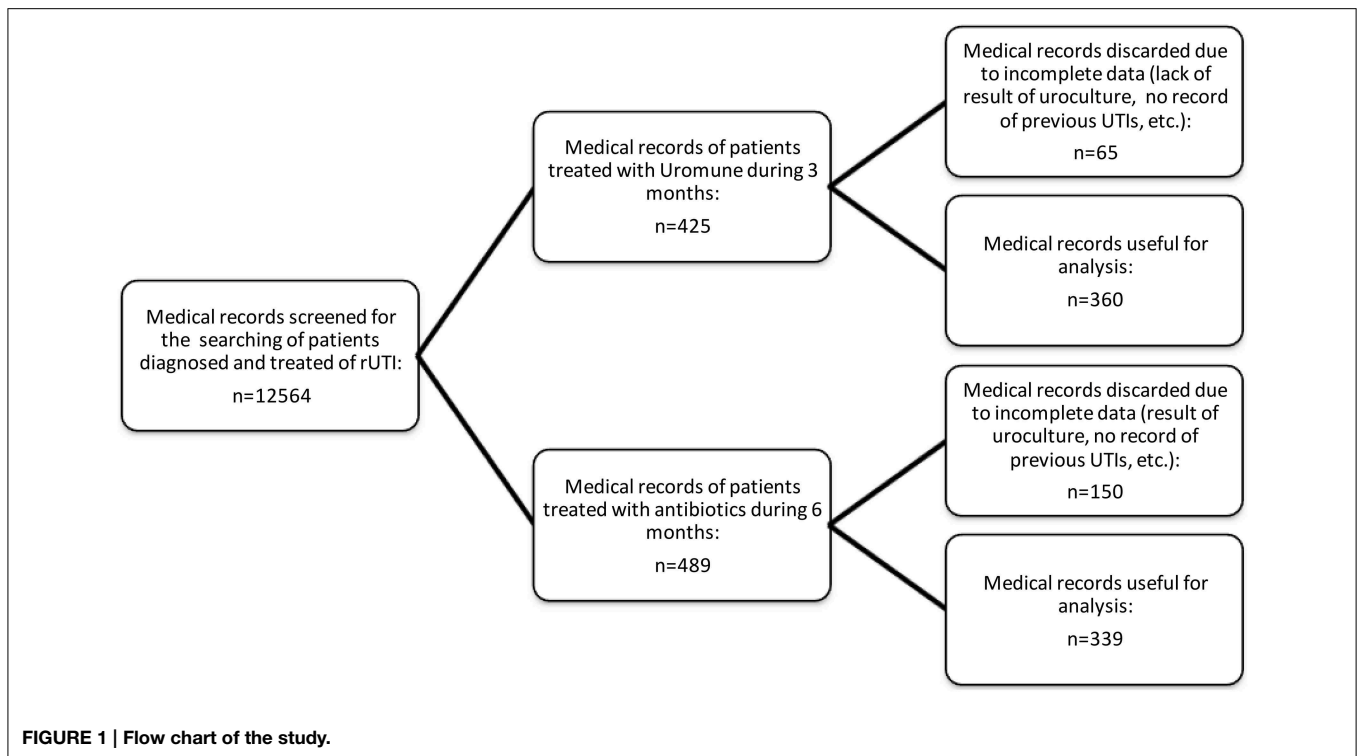 Medical records screened for
the searching of patients
diagnosed and treated of rUTI:
n=12564
Medical records of patients
treated with Uromune during 3
months:
n=425
Medical records discarded due
to incomplete data (lack of
result of uroculture, no record
of previous UTIs, etc.):
n=65
Medical records useful for
analysis:
n=360
Medical records of patients
treated with antibiotics during 6
months:
n=489
Medical records discarded due
to incomplete data (result of
uroculture, no record of
previous UTIs, etc.):
n=150
Medical records useful for
analysis:
n=339
FIGURE 1 | Flow chart of the study.